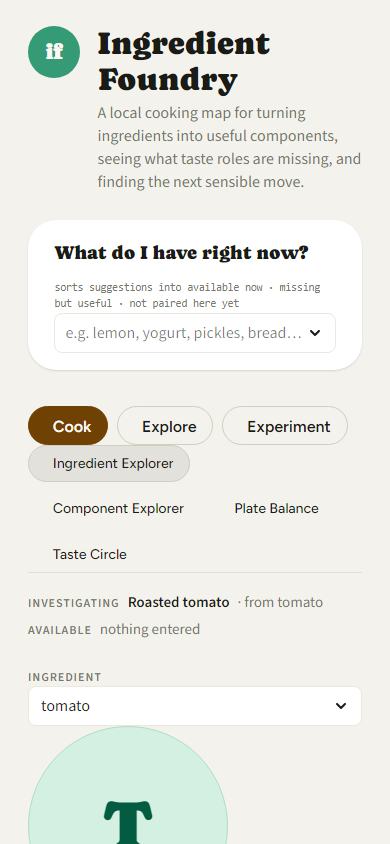 if
Ingredient
Foundry
A local cooking map for turning
ingredients into useful components,
seeing what taste roles are missing, and
finding the next sensible move.
What do I have right now?
sorts suggestions into available now · missing
but useful · not paired here yet
e.g. lemon, yogurt, pickles, bread…
Cook Explore Experiment
Ingredient Explorer
Component Explorer Plate Balance
Taste Circle
INVESTIGATING Roasted tomato · from tomato
AVAILABLE nothing entered
INGREDIENT
tomato
T